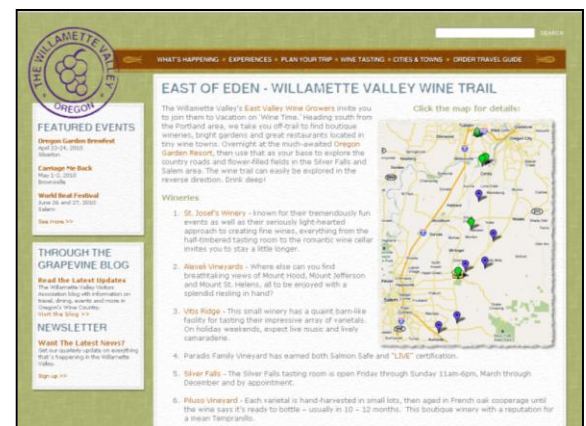 THE WILLAMETTE VALLEY
OREGON
SEARCH
WHAT'S HAPPENING EXPERIENCES PLAN YOUR TRIP WINE TASTING CITIES & TOWNS ORDER TRAVEL GUIDE
FEATURED EVENTS
Oregon Garden Brewfest
April 23-24, 2010
Silverton
Carriage Me Back
May 1-2, 2010
Brownsville
World Beat Festival
June 26 and 27, 2010
Salem
See more >>
THROUGH THE
GRAPEVINE BLOG
Read the Latest Updates
The Willamette Valley Visitors
Association blog with information on
travel, dining, events and more in
Oregon's Wine Country.
Visit the blog >>
NEWSLETTER
Want The Latest News?
Get our quarterly update on everything
that's happening in the Willamette
Valley.
Sign up >>
EAST OF EDEN - WILLAMETTE VALLEY WINE TRAIL
The Willamette Valley's East Valley Wine Growers invite you
to join them to Vacation on 'Wine Time.' Heading south from
the Portland area, we take you off-trail to find boutique
wineries, bright gardens and great restaurants located in
tiny wine towns. Overnight at the much-awaited Oregon
Garden Resort, then use that as your base to explore the
country roads and flower-filled fields in the Silver Falls and
Salem area. The wine trail can easily be explored in the
reverse direction. Drink deep!
Click the map for details:
Wineries
1. St. Josef's Winery - known for their tremendously fun
events as well as their seriously light-hearted
approach to creating fine wines, everything from the
half-timbered tasting room to the romantic wine cellar
invites you to stay a little longer.
2. Alexeli Vineyards - Where else can you find
breathtaking views of Mount Hood, Mount Jefferson
and Mount St. Helens, all to be enjoyed with a
splendid riesling in hand?
3. Vitis Ridge - This small winery has a quaint barn-like
facility for tasting their impressive array of varietals.
On holiday weekends, expect live music and lively
camaraderie.
4. Paradis Family Vineyard has earned both Salmon Safe and "LIVE" certification.
5. Silver Falls - The Silver Falls tasting room is open Friday through Sunday 11am-6pm, March through
December and by appointment.
6. Piluso Vineyard - Each varietal is hand-harvested in small lots, then aged in French oak cooperage until
the wine says it's ready to bottle - usually in 10 - 12 months. This boutique winery with a reputation for
a mean Tempranillo.